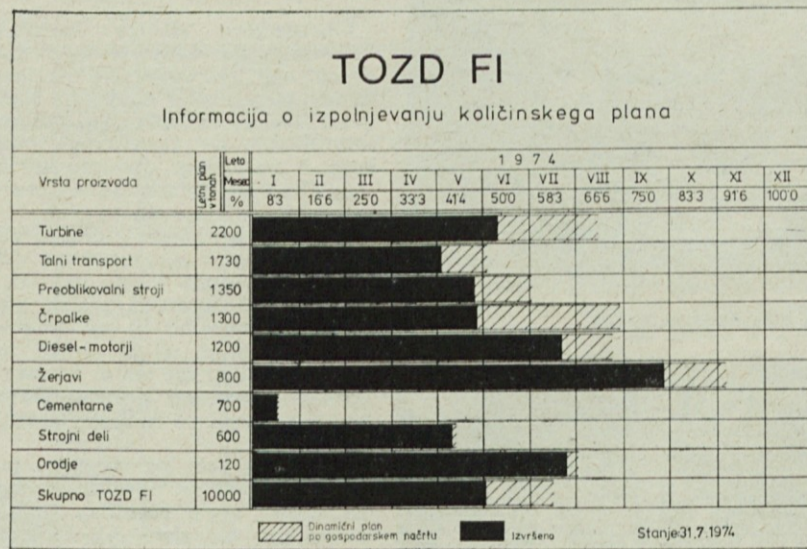 TOZD FI
Informacija o izpolnjevanju količinskega plana
Vrsta proizvoda
Letni plan v tonah
Leto
1974
Mesec I II III IV V VI VII VIII IX X XI XII
% 8'3 16'6 25'0 33'3 41'4 50'0 58'3 66'6 75'0 83'3 91'6 100'0
Turbine 2200
Talni transport 1730
Preoblikovalni stroji 1350
Črpalke 1300
Diesel-motorji 1200
Žerjavi 800
Cementarne 700
Strojni deli 600
Orodje 120
Skupno TOZD FI 10000
Dinamični plan
po gospodarskem načrtu
Izvršeno
Stanje:31.7.1974